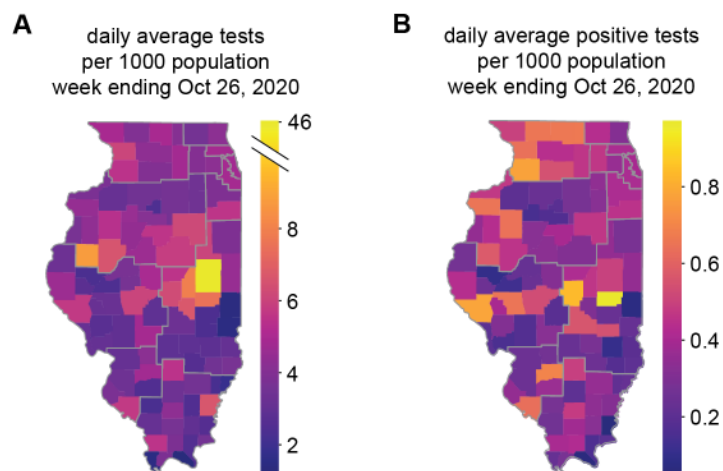 A
daily average tests
per 1000 population
week ending Oct 26, 2020
46
8
6
4
2
B
daily average positive tests
per 1000 population
week ending Oct 26, 2020
0.8
0.6
0.4
0.2